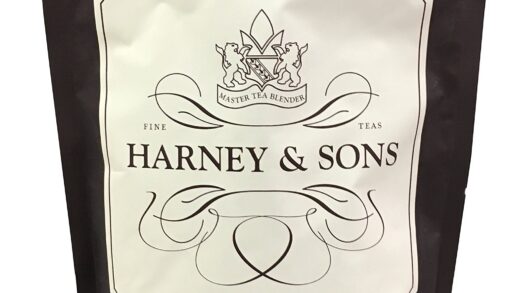 MASTER TEA BLENDER
FINE TEAS
HARNEY & SONS